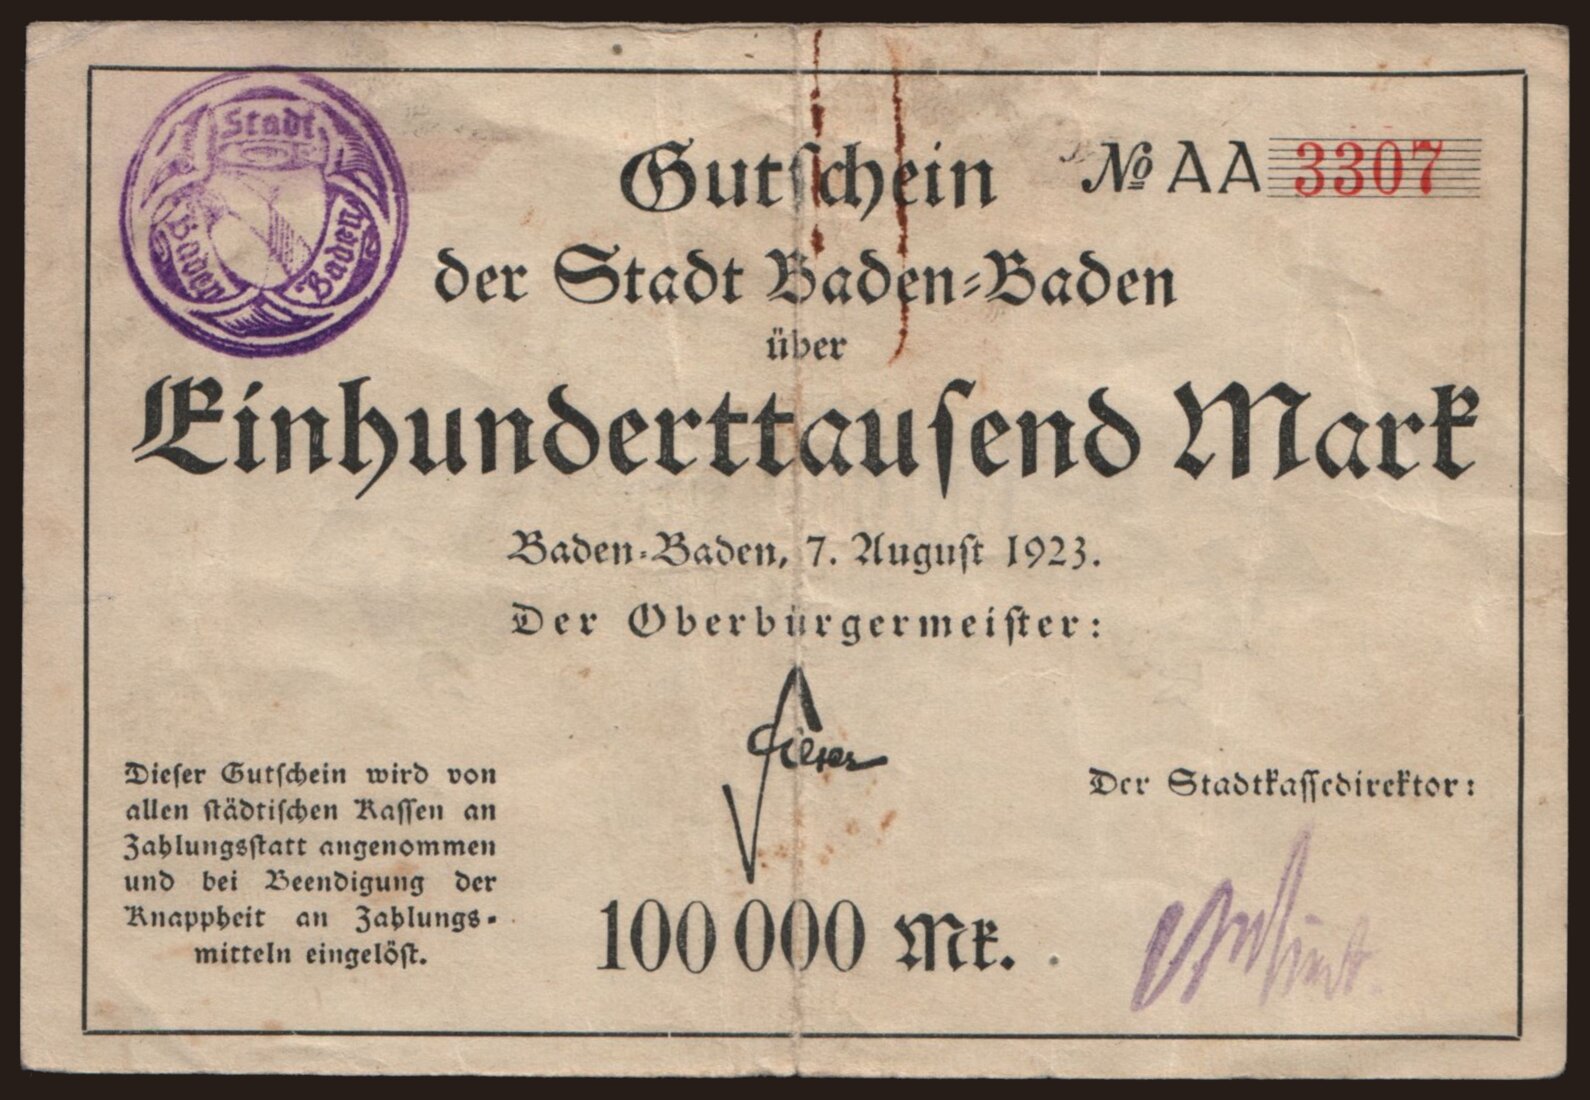 Stadt
Baden Baden
Gutschein
№ AA 3307
der Stadt Baden-Baden
über
Einhunderttausend Mark
Baden-Baden, 7. August 1923.
Der Oberbürgermeister:
Fieser
Dieser Gutschein wird von
allen städtischen Kassen an
Zahlungsstatt angenommen
und bei Beendigung der
Knappheit an Zahlungs-
mitteln eingelöst.
Der Stadtkassedirektor:
100 000 Mk.